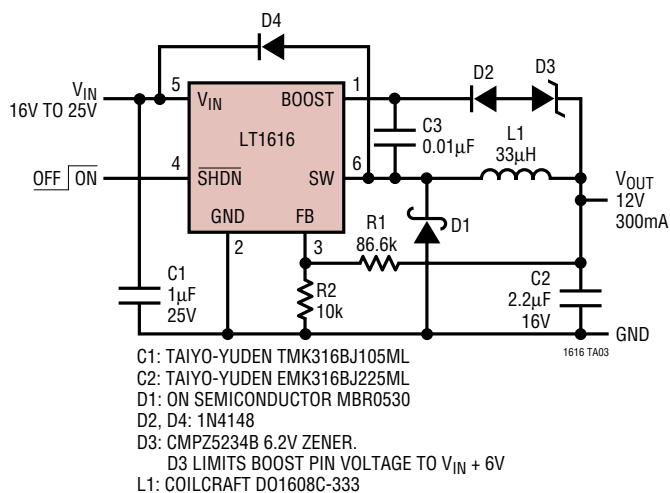 D4
V_IN
16V TO 25V
5
V_IN
BOOST
1
D2
D3
LT1616
C3
0.01µF
L1
33µH
OFF ON
4
SHDN
SW
6
V_OUT
12V
300mA
GND
FB
2
3
R1
86.6k
D1
C1
1µF
25V
R2
10k
C2
2.2µF
16V
GND
1616 TA03
C1: TAIYO-YUDEN TMK316BJ105ML
C2: TAIYO-YUDEN EMK316BJ225ML
D1: ON SEMICONDUCTOR MBR0530
D2, D4: 1N4148
D3: CMPZ5234B 6.2V ZENER.
D3 LIMITS BOOST PIN VOLTAGE TO V_IN + 6V
L1: COILCRAFT DO1608C-333